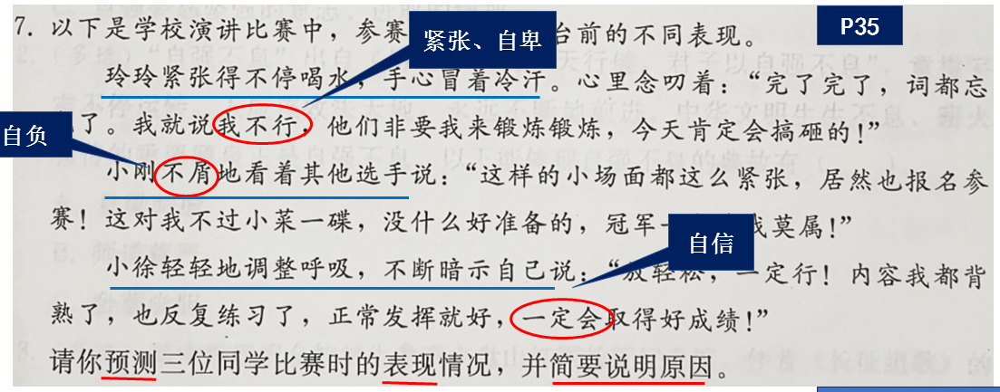 P35
7. 以下是学校演讲比赛中，参赛 台前的不同表现。
紧张、自卑
玲玲紧张得不停喝水，手心冒着冷汗。心里念叨着：“完了完了，词都忘
了。我就说我不行，他们非要我来锻炼锻炼，今天肯定会搞砸的！”
自负
小刚不屑地看着其他选手说：“这样的小场面都这么紧张，居然也报名参
赛！这对我不过小菜一碟，没什么好准备的，冠军 我莫属！”
自信
小徐轻轻地调整呼吸，不断暗示自己说：“放轻松，一定行！内容我都背
熟了，也反复练习了，正常发挥就好，一定会取得好成绩！”
请你预测三位同学比赛时的表现情况，并简要说明原因。